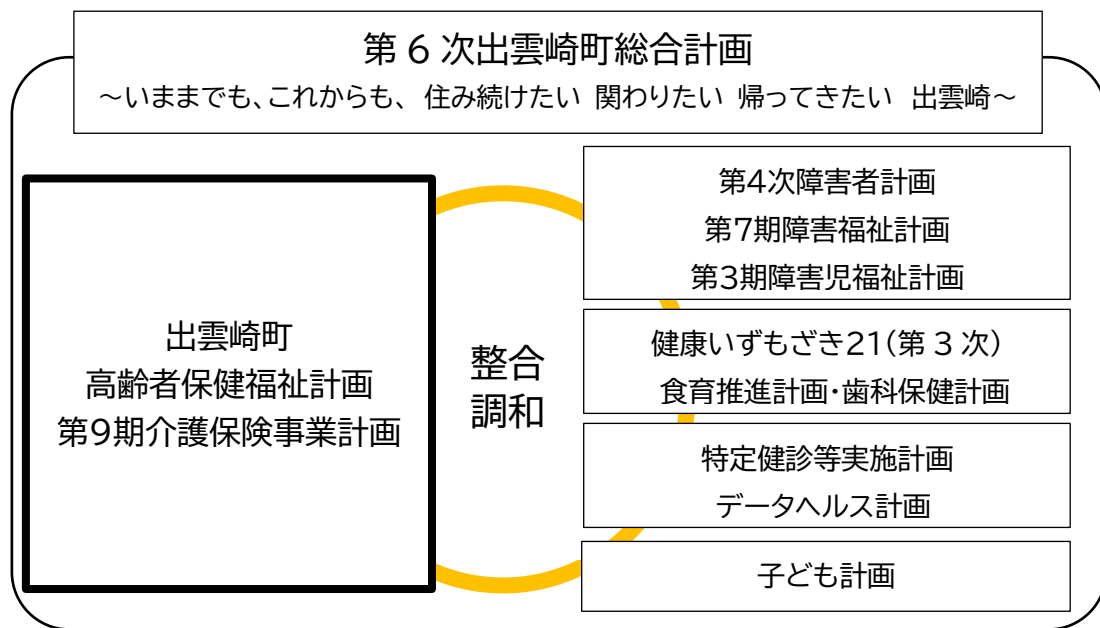 第6次出雲崎町総合計画
～いままでも、これからも、 住み続けたい 関わりたい 帰ってきたい 出雲崎～
出雲崎町
高齢者保健福祉計画
第9期介護保険事業計画
整合
調和
第4次障害者計画
第7期障害福祉計画
第3期障害児福祉計画
健康いずもざき21(第3次)
食育推進計画・歯科保健計画
特定健診等実施計画
データヘルス計画
子ども計画